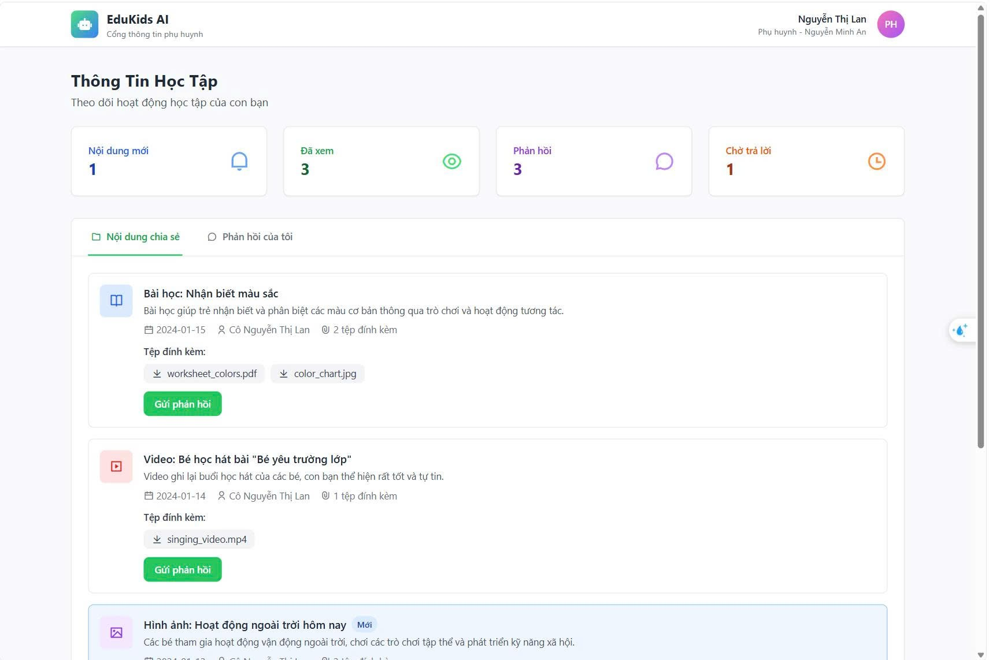 EduKids AI
Cổng thông tin phụ huynh
Nguyễn Thị Lan
Phụ huynh - Nguyễn Minh An
PH
Thông Tin Học Tập
Theo dõi hoạt động học tập của con bạn
Nội dung mới
1
Đã xem
3
Phản hồi
3
Chờ trả lời
1
Nội dung chia sẻ
Phản hồi của tôi
Bài học: Nhận biết màu sắc
Bài học giúp trẻ nhận biết và phân biệt các màu cơ bản thông qua trò chơi và hoạt động tương tác.
2024-01-15 Cô Nguyễn Thị Lan 2 tệp đính kèm
Tệp đính kèm:
worksheet_colors.pdf color_chart.jpg
Gửi phản hồi
Video: Bé học hát bài "Bé yêu trường lớp"
Video ghi lại buổi học hát của các bé, con bạn thể hiện rất tốt và tự tin.
2024-01-14 Cô Nguyễn Thị Lan 1 tệp đính kèm
Tệp đính kèm:
singing_video.mp4
Gửi phản hồi
Hình ảnh: Hoạt động ngoài trời hôm nay Mới
Các bé tham gia hoạt động vận động ngoài trời, chơi các trò chơi tập thể và phát triển kỹ năng xã hội.